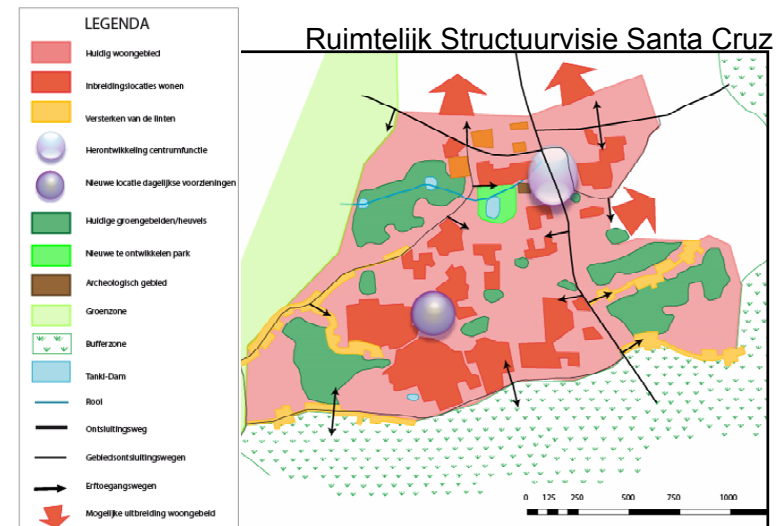 LEGENDA
Ruimtelijk Structuurvisie Santa Cruz
Huidig woongebied
Inbreidingslocaties wonen
Versterken van de linten
Herontwikkeling centrumfunctie
Nieuwe locatie dagelijkse voorzieningen
Huidige groengebeiden/heuvels
Nieuwe te ontwikkelen park
Archeologisch gebied
Groenzone
Bufferzone
Tanki-Dam
Rooi
Ontsluitingsweg
Gebiedsontsluitingswegen
Erftoegangswegen
Mogelijke uitbreiding woongebeid
0 125 250 500 750 1000